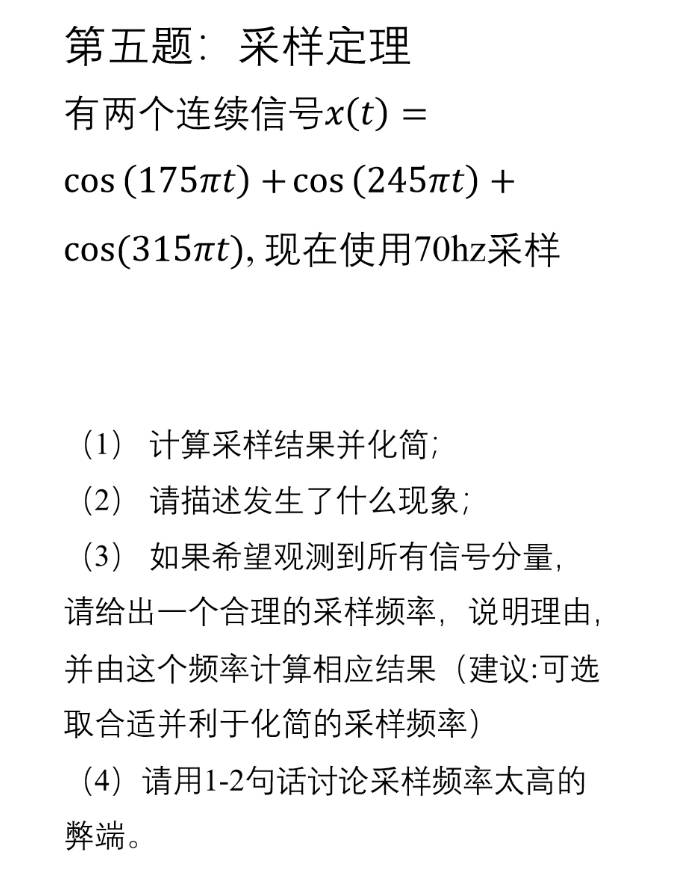 第五题：采样定理
有两个连续信号x(t) =
cos (175πt) + cos (245πt) +
cos(315πt), 现在使用70hz采样
（1） 计算采样结果并化简；
（2） 请描述发生了什么现象；
（3） 如果希望观测到所有信号分量，
请给出一个合理的采样频率，说明理由，
并由这个频率计算相应结果（建议:可选
取合适并利于化简的采样频率）
（4）请用1-2句话讨论采样频率太高的
弊端。